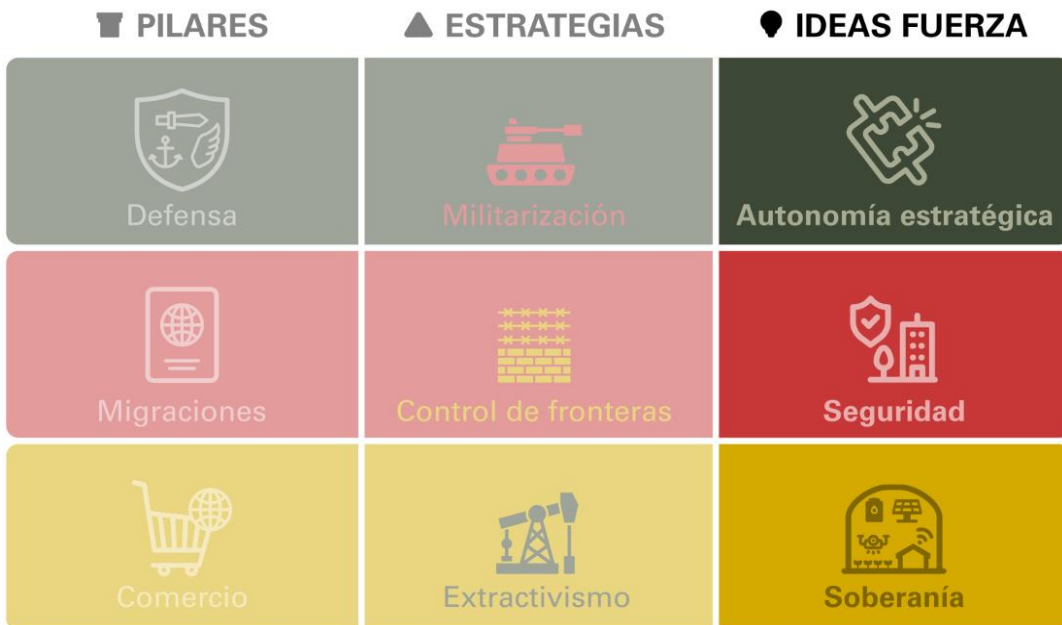 PILARES
ESTRATEGIAS
IDEAS FUERZA
Defensa
Militarización
Autonomía estratégica
Migraciones
Control de fronteras
Seguridad
Comercio
Extractivismo
Soberanía